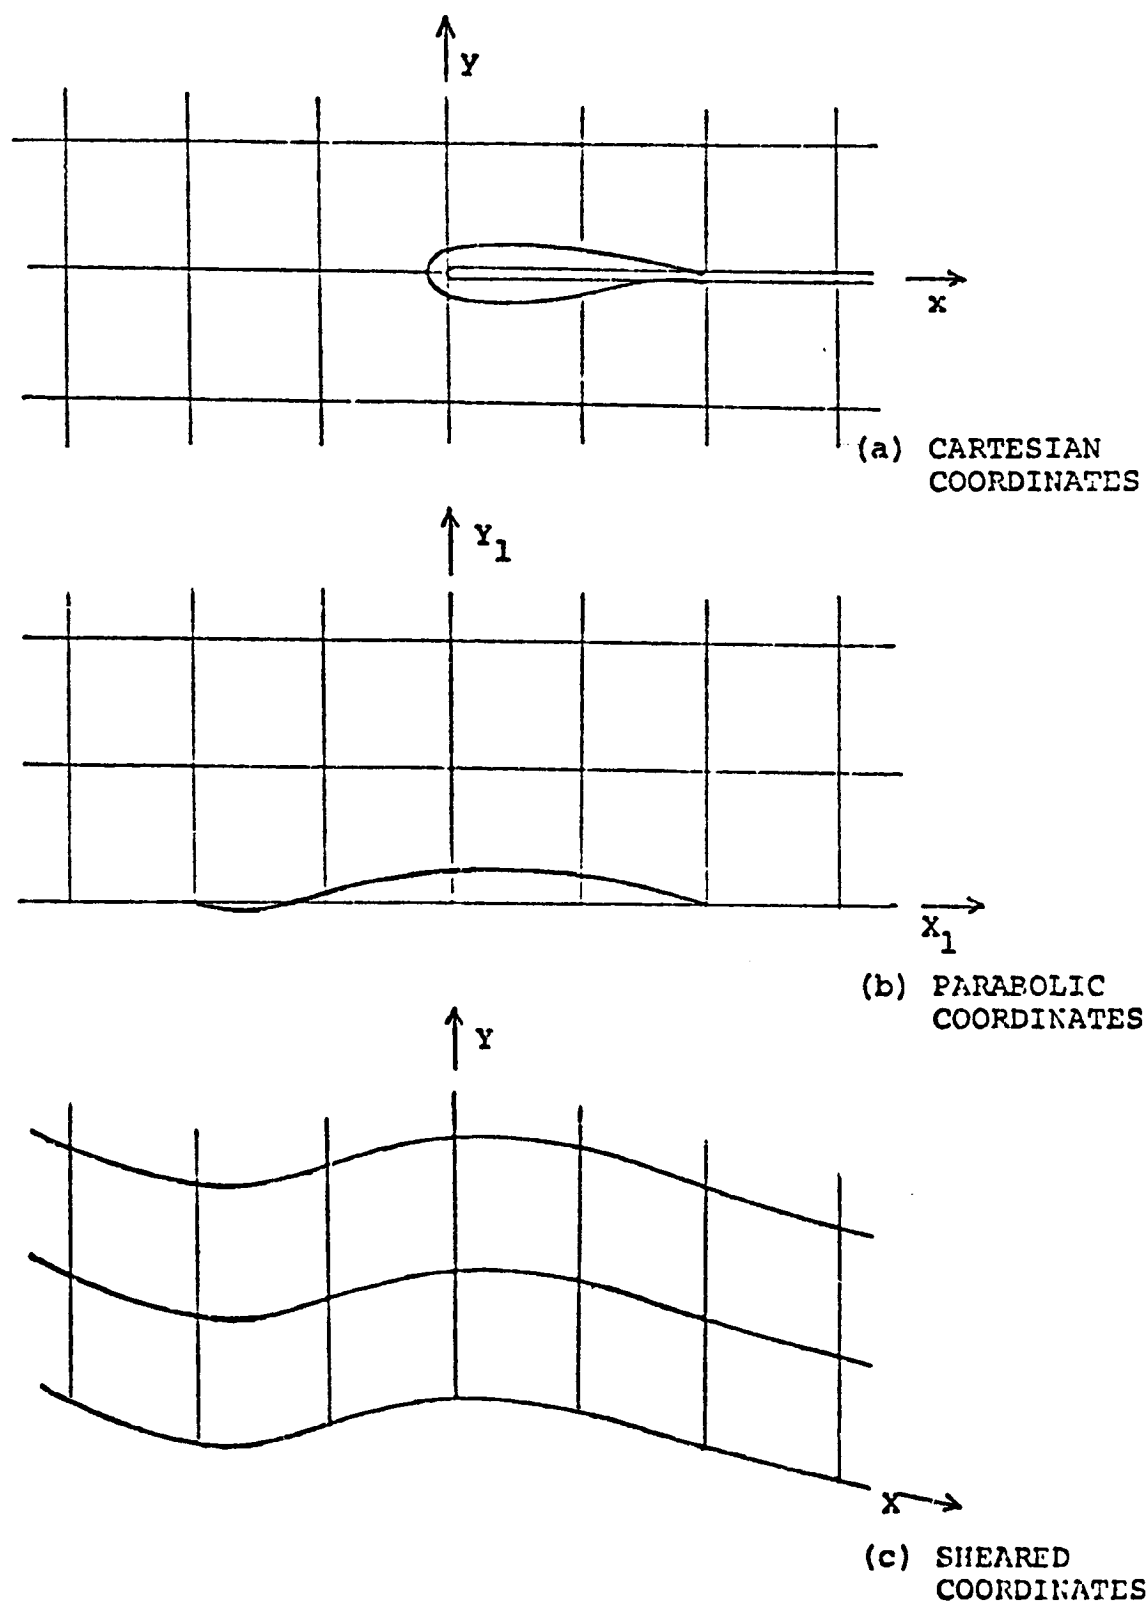 y
x
(a) CARTESIAN
COORDINATES
Y1
X1
(b) PARABOLIC
COORDINATES
Y
X
(c) SHEARED
COORDINATES